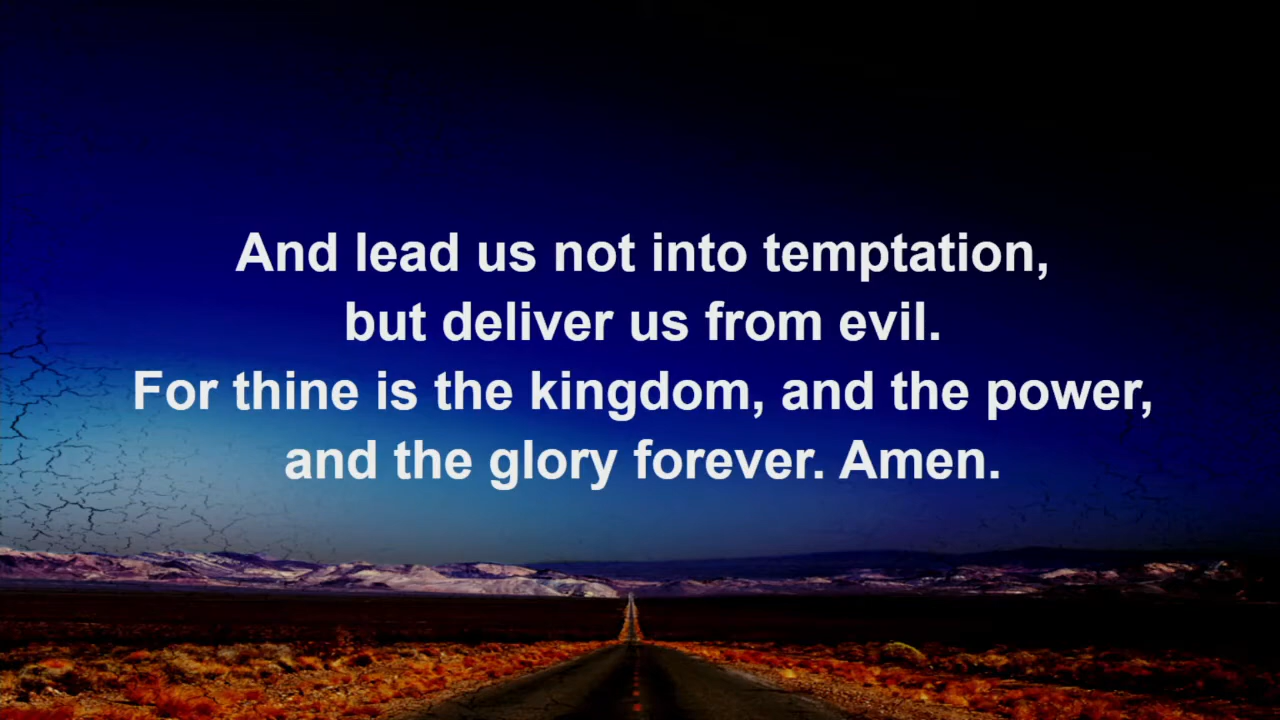 And lead us not into temptation,
but deliver us from evil.
For thine is the kingdom, and the power,
and the glory forever. Amen.